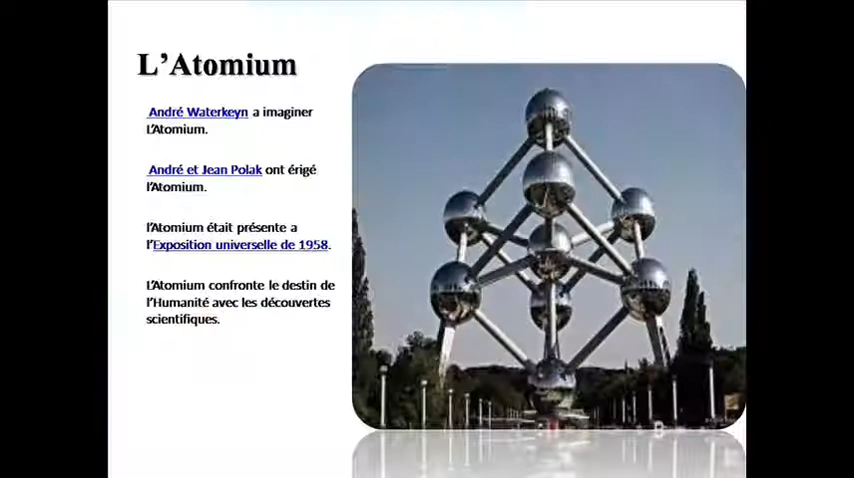 L'Atomium
André Waterkeyn a imaginer
L'Atomium.
André et Jean Polak ont érigé
l'Atomium.
l'Atomium était présente a
l'Exposition universelle de 1958.
L'Atomium confronte le destin de
l'Humanité avec les découvertes
scientifiques.